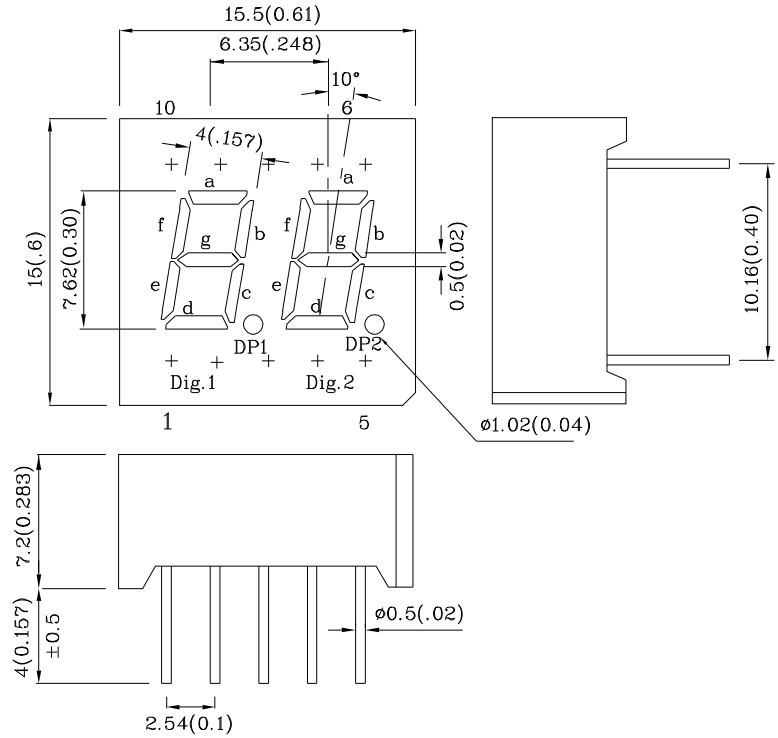 15.5(0.61)
6.35(.248)
10°
10
6
4(.157)
a
a
f
b
f
b
g
g
e
c
e
c
d
d
DP1
DP2
Dig.1
Dig.2
1
5
15(.6)
7.62(0.30)
0.5(0.02)
10.16(0.40)
ø1.02(0.04)
7.2(0.283)
4(0.157)
±0.5
ø0.5(.02)
2.54(0.1)